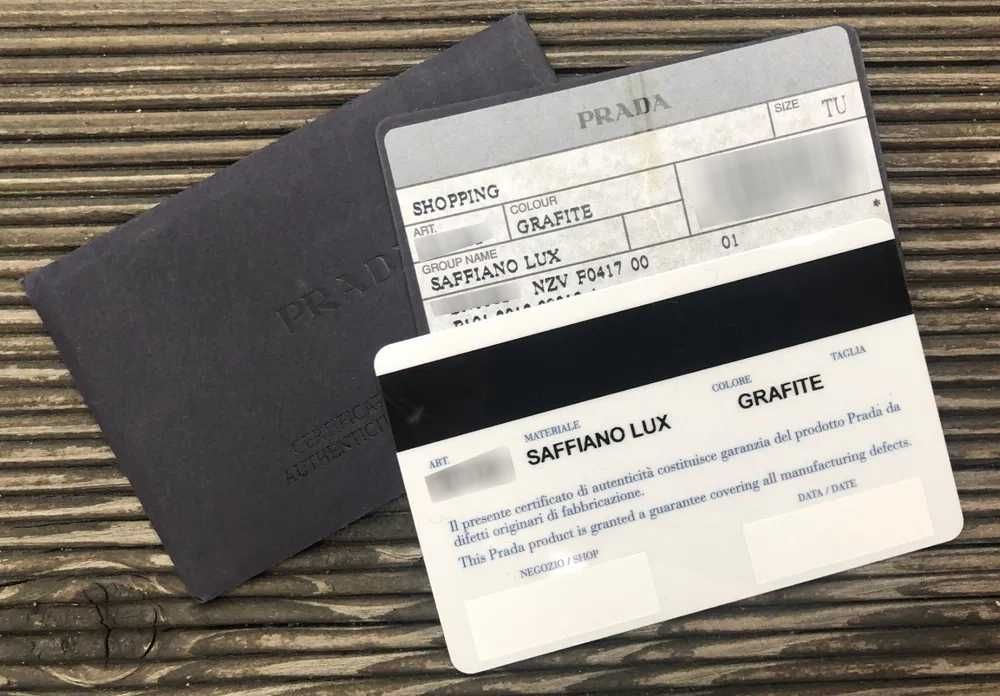 PRADA
CERTIFICAT
AUTHENTICIT
PRADA
SIZE TU
SHOPPING
ART. COLOUR
GRAFITE
GROUP NAME
SAFFIANO LUX
NZV F0417 00 01 *
ART. MATERIALE COLORE TAGLIA
SAFFIANO LUX GRAFITE
Il presente certificato di autenticità costituisce garanzia del prodotto Prada da
difetti originari di fabbricazione.
This Prada product is granted a guarantee covering all manufacturing defects.
NEGOZIO / SHOP DATA / DATE